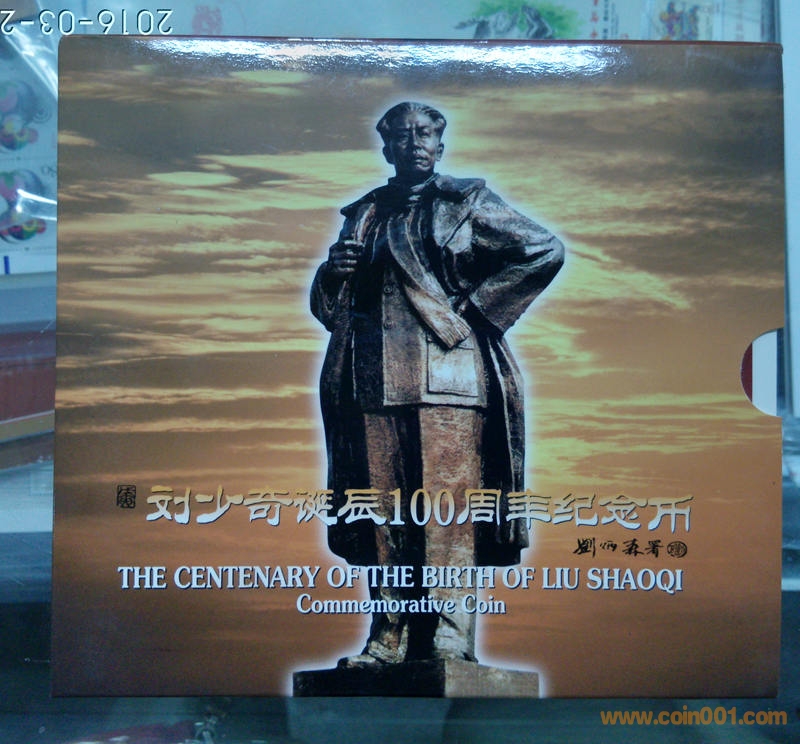 2016-03-2
刘少奇诞辰100周年纪念币
劉炳森署
THE CENTENARY OF THE BIRTH OF LIU SHAOQI
Commemorative Coin
www.coin001.com